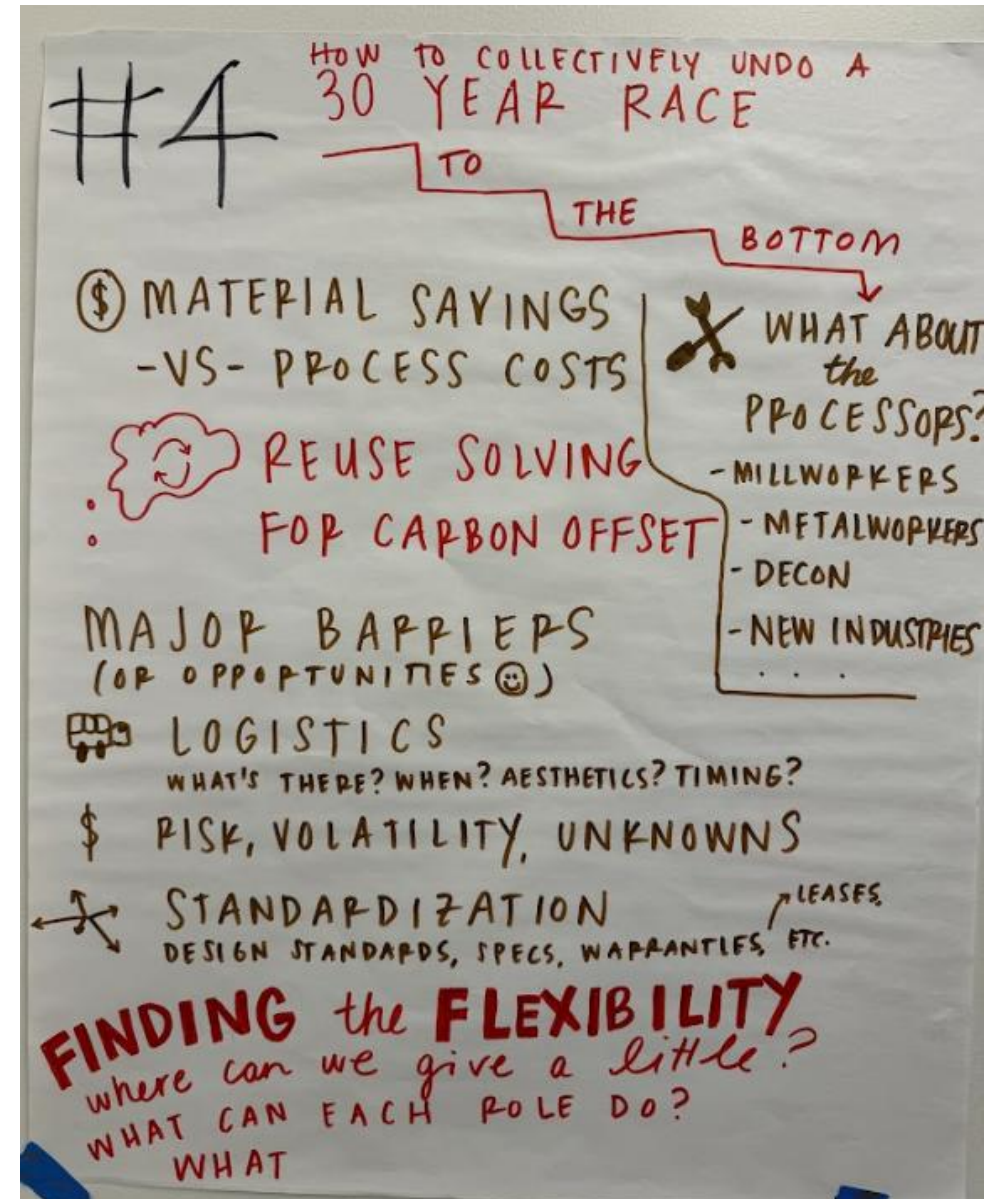 #4
HOW TO COLLECTIVELY UNDO A
30 YEAR RACE
TO
THE
BOTTOM
$ MATERIAL SAVINGS
-VS- PROCESS COSTS
REUSE SOLVING
FOR CARBON OFFSET
WHAT ABOUT
the
PROCESSORS?
- MILLWORKERS
- METALWORKERS
- DECON
- NEW INDUSTRIES
. . .
MAJOR BARRIERS
(OR OPPORTUNITIES ☺)
LOGISTICS
WHAT'S THERE? WHEN? AESTHETICS? TIMING?
$ RISK, VOLATILITY, UNKNOWNS
STANDARDIZATION
DESIGN STANDARDS, SPECS, WARRANTIES,
LEASES,
ETC.
FINDING the FLEXIBILITY
where can we give a little?
WHAT CAN EACH ROLE DO?
WHAT